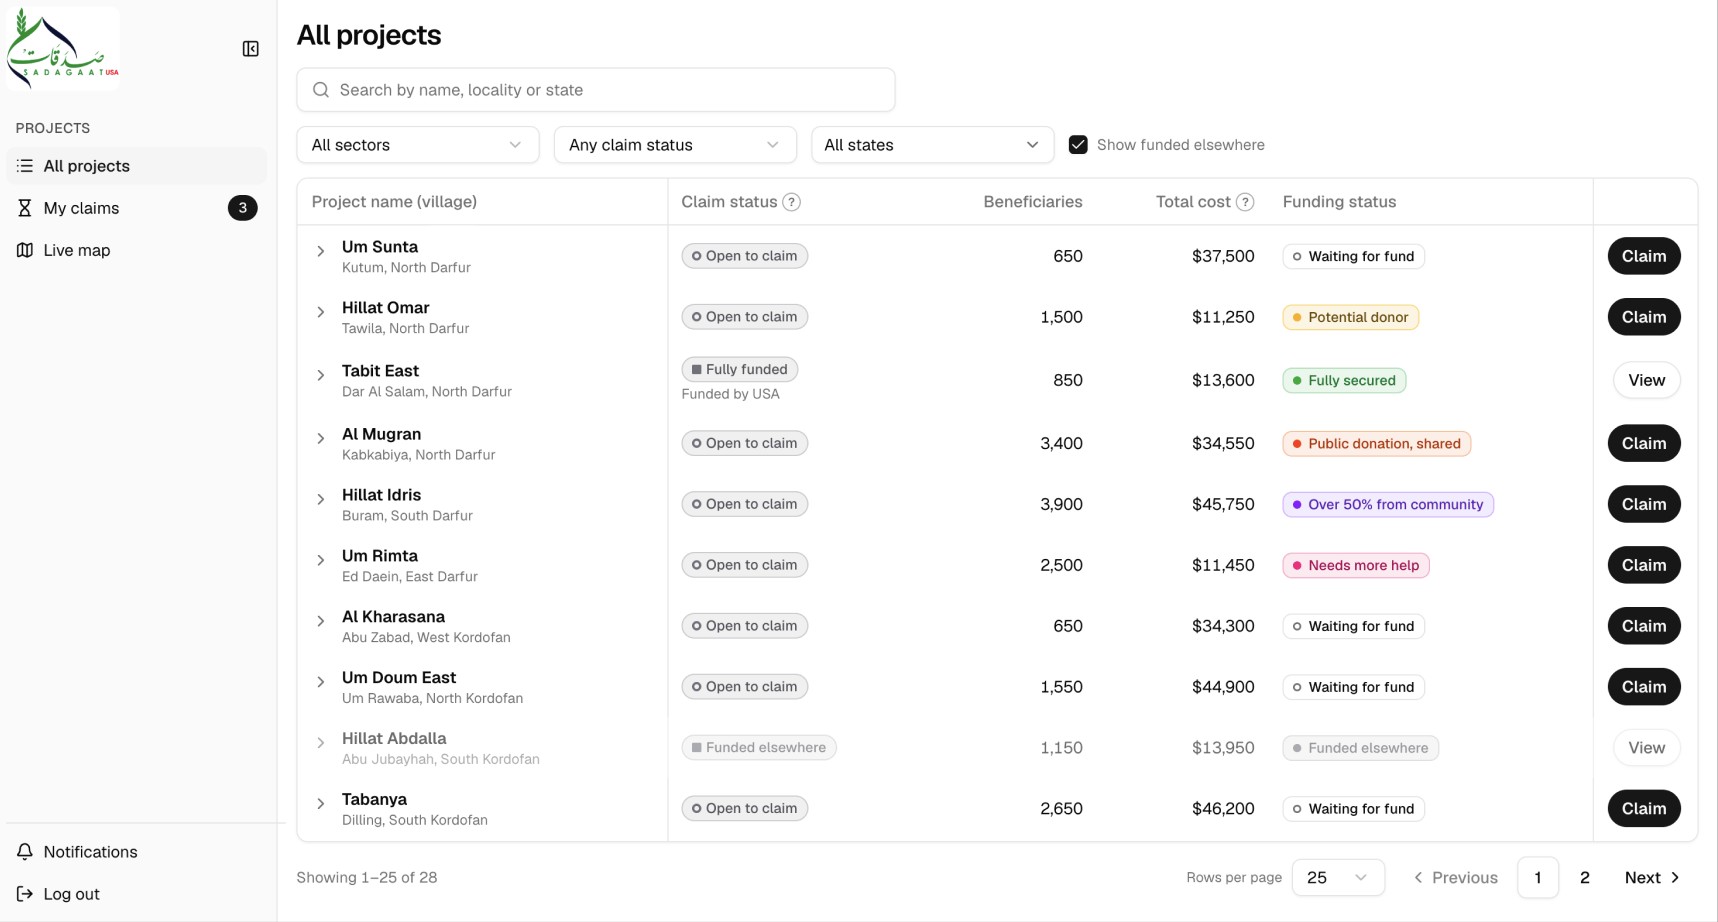 صدقات
SADAGAAT USA
PROJECTS
All projects
My claims 3
Live map
Notifications
Log out
All projects
Search by name, locality or state
All sectors Any claim status All states Show funded elsewhere
Project name (village) Claim status ? Beneficiaries Total cost ? Funding status
Um Sunta
Kutum, North Darfur
Open to claim 650 $37,500 Waiting for fund Claim
Hillat Omar
Tawila, North Darfur
Open to claim 1,500 $11,250 Potential donor Claim
Tabit East
Dar Al Salam, North Darfur
Fully funded
Funded by USA
850 $13,600 Fully secured View
Al Mugran
Kabkabiya, North Darfur
Open to claim 3,400 $34,550 Public donation, shared Claim
Hillat Idris
Buram, South Darfur
Open to claim 3,900 $45,750 Over 50% from community Claim
Um Rimta
Ed Daein, East Darfur
Open to claim 2,500 $11,450 Needs more help Claim
Al Kharasana
Abu Zabad, West Kordofan
Open to claim 650 $34,300 Waiting for fund Claim
Um Doum East
Um Rawaba, North Kordofan
Open to claim 1,550 $44,900 Waiting for fund Claim
Hillat Abdalla
Abu Jubayhah, South Kordofan
Funded elsewhere 1,150 $13,950 Funded elsewhere View
Tabanya
Dilling, South Kordofan
Open to claim 2,650 $46,200 Waiting for fund Claim
Showing 1–25 of 28 Rows per page 25 Previous 1 2 Next